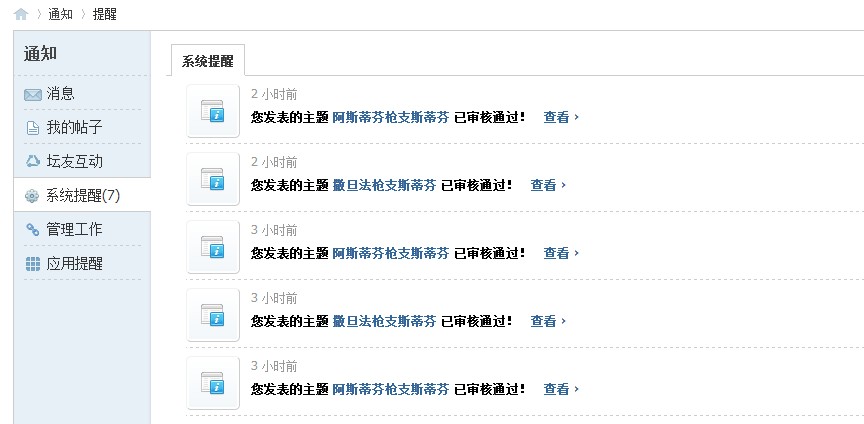 通知 提醒
通知
消息
我的帖子
坛友互动
系统提醒(7)
管理工作
应用提醒
系统提醒
2 小时前
您发表的主题 阿斯蒂芬枪支斯蒂芬 已审核通过! 查看 ›
2 小时前
您发表的主题 撒旦法枪支斯蒂芬 已审核通过! 查看 ›
3 小时前
您发表的主题 阿斯蒂芬枪支斯蒂芬 已审核通过! 查看 ›
3 小时前
您发表的主题 撒旦法枪支斯蒂芬 已审核通过! 查看 ›
3 小时前
您发表的主题 阿斯蒂芬枪支斯蒂芬 已审核通过! 查看 ›